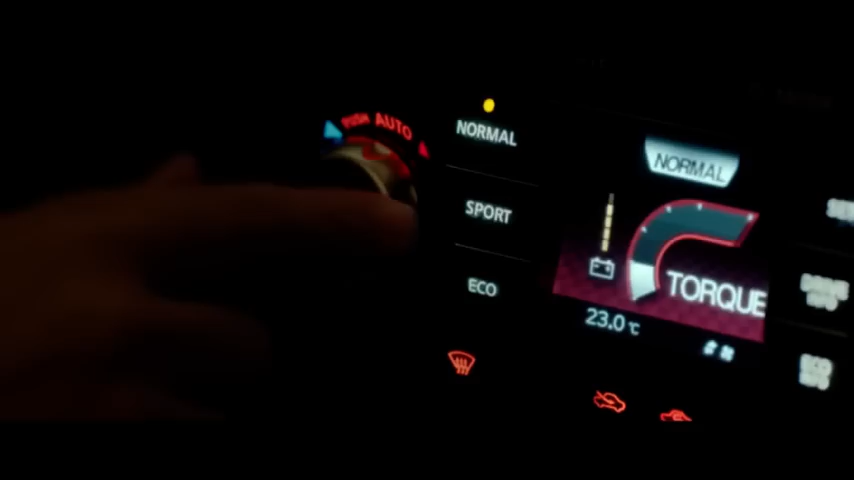 PUSH AUTO
NORMAL
NORMAL
SPORT
TORQUE
ECO
23.0 ℃